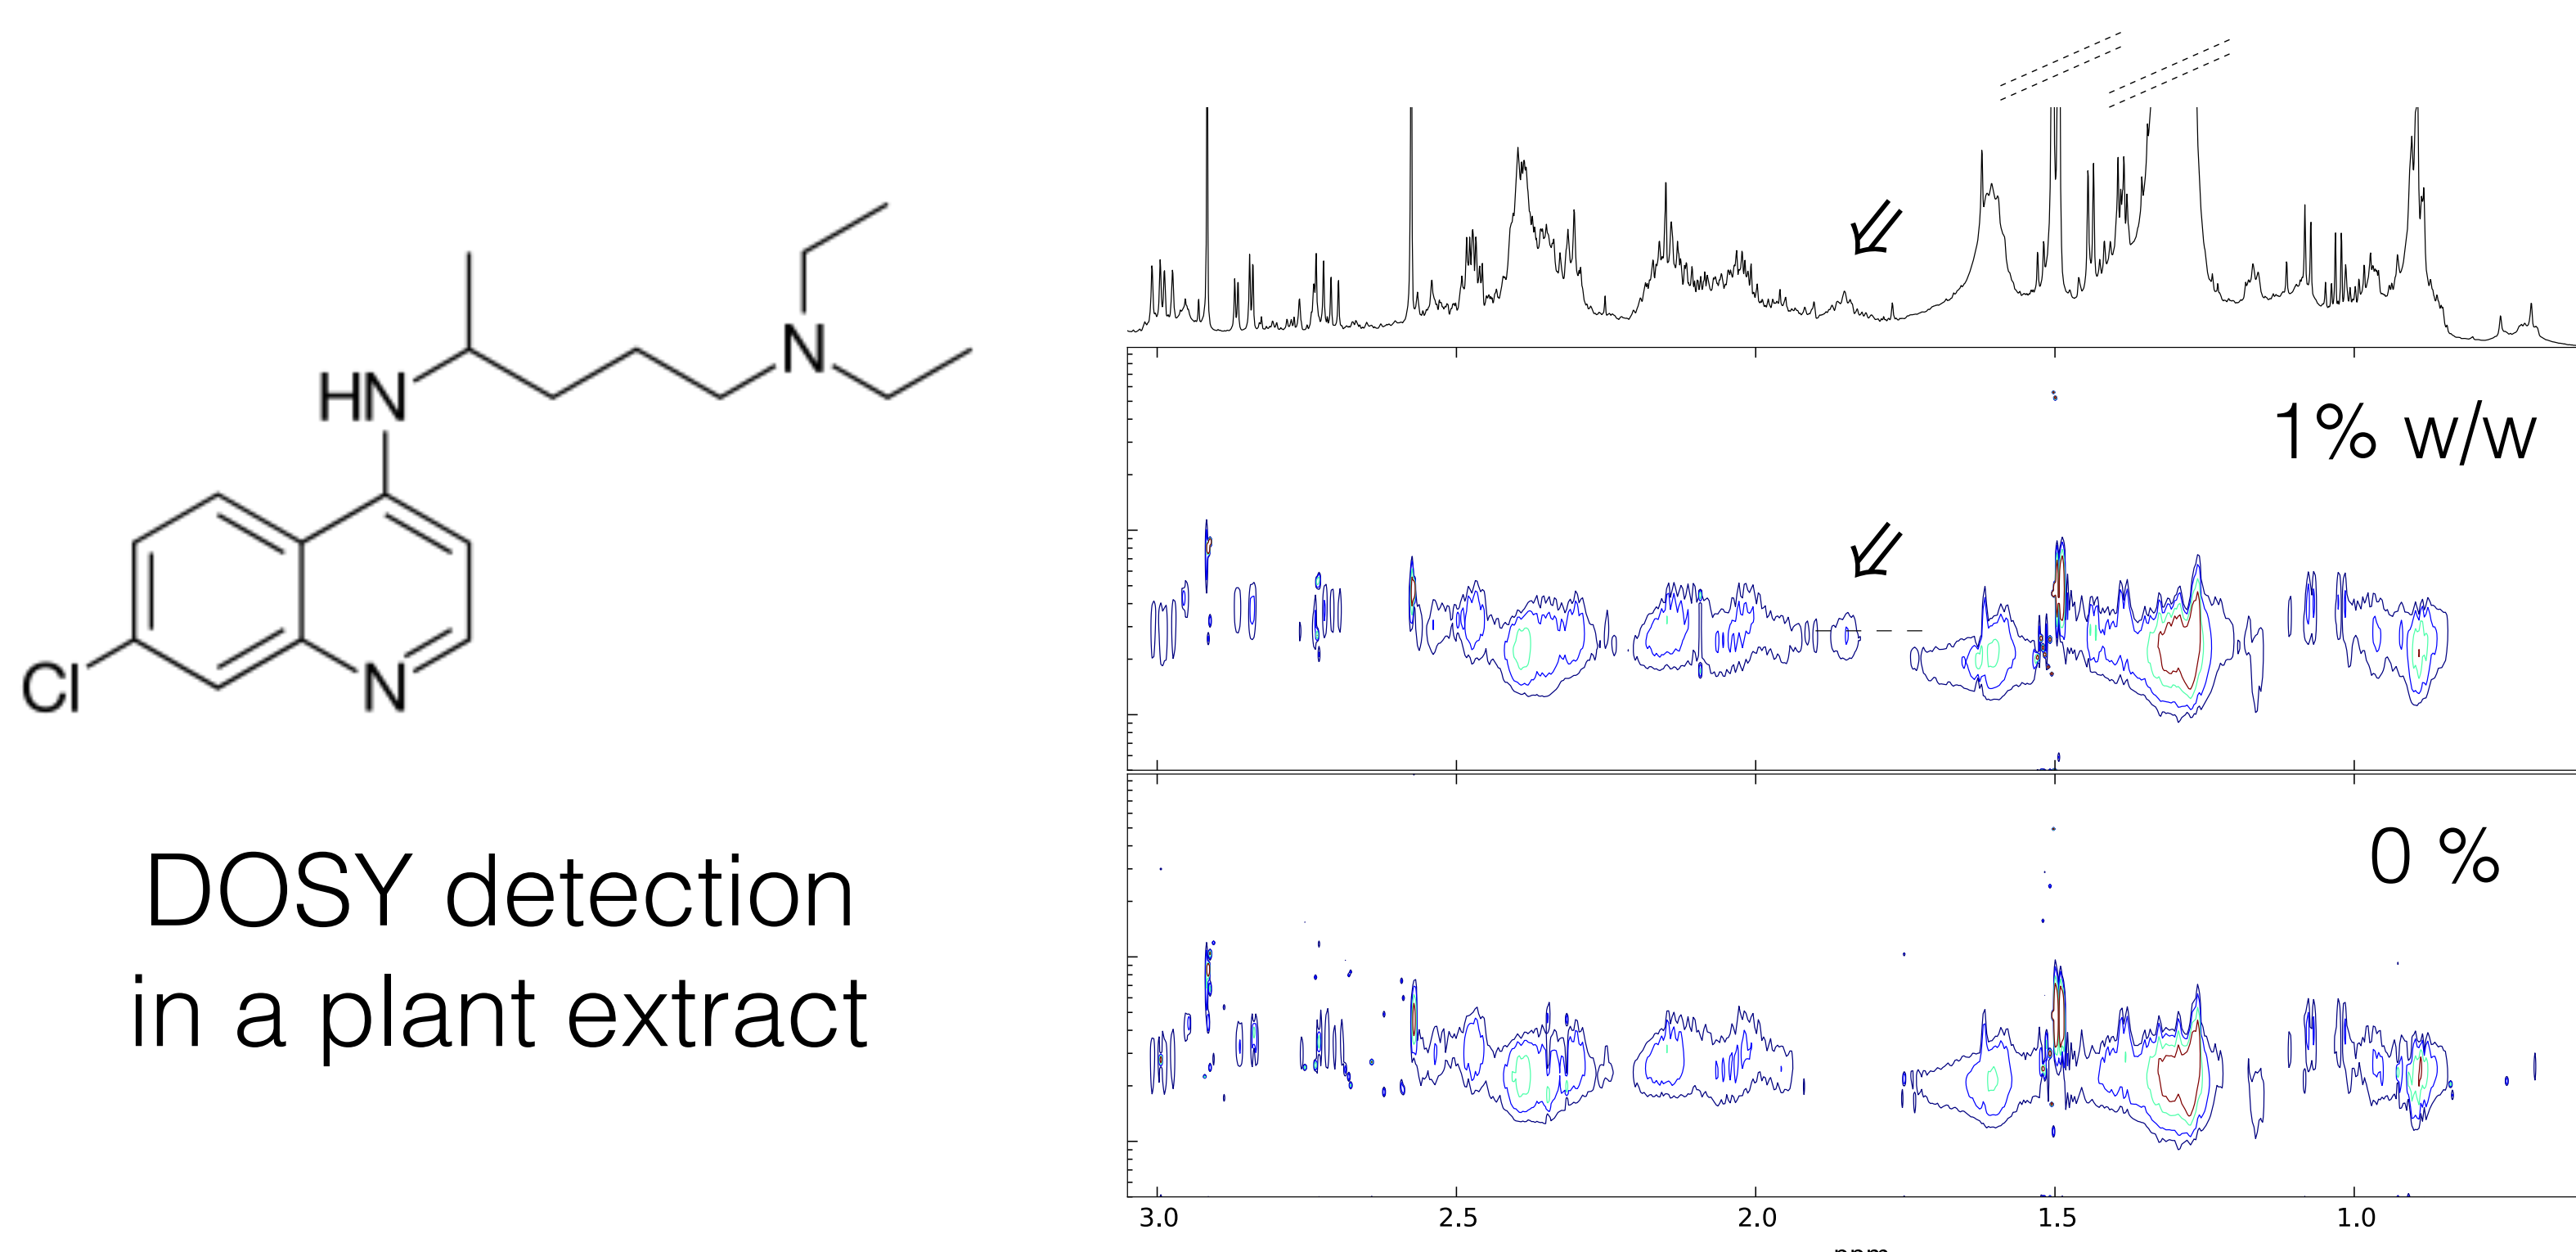 N
HN
Cl
N
DOSY detection
in a plant extract
1% w/w
0 %
3.0 2.5 2.0 1.5 1.0